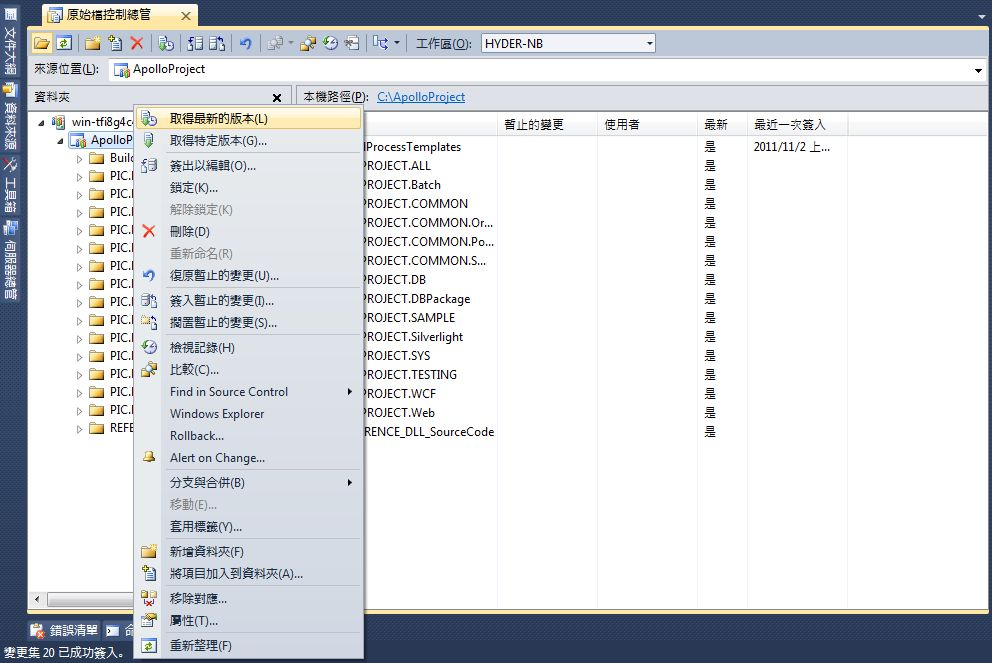 原始檔控制總管
文件大綱
資料來源
工具箱
伺服器總管
工作區(O):
HYDER-NB
來源位置(L):
ApolloProject
資料夾
本機路徑(P):
C:\ApolloProject
win-tfi8g4c
ApolloP
Build
PIC.
PIC.
PIC.
PIC.
PIC.
PIC.
PIC.
PIC.
PIC.
PIC.
PIC.
PIC.
PIC.
PIC.
REFE
取得最新的版本(L)
取得特定版本(G)...
簽出以編輯(O)...
鎖定(K)...
解除鎖定(K)
刪除(D)
重新命名(R)
復原暫止的變更(U)...
簽入暫止的變更(I)...
擱置暫止的變更(S)...
檢視記錄(H)
比較(C)...
Find in Source Control
Windows Explorer
Rollback...
Alert on Change...
分支與合併(B)
移動(E)...
套用標籤(Y)...
新增資料夾(F)
將項目加入到資料夾(A)...
移除對應...
屬性(T)...
重新整理(F)
暫止的變更 使用者 最新 最近一次簽入
lProcessTemplates 是 2011/11/2 上...
PROJECT.ALL 是
PROJECT.Batch 是
PROJECT.COMMON 是
PROJECT.COMMON.Or... 是
PROJECT.COMMON.Po... 是
PROJECT.COMMON.S... 是
PROJECT.DB 是
PROJECT.DBPackage 是
PROJECT.SAMPLE 是
PROJECT.Silverlight 是
PROJECT.SYS 是
PROJECT.TESTING 是
PROJECT.WCF 是
PROJECT.Web 是
RENCE_DLL_SourceCode 是
錯誤清單
命
變更集 20 已成功簽入。